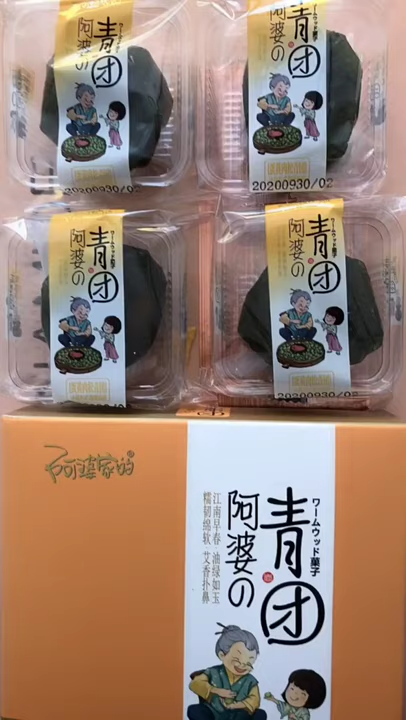 ワームウッド菓子
青团
阿婆の
20200930/02
ワームウッド菓子
青团
阿婆の
20200930/02
ワームウッド菓子
青团
阿婆の
ワームウッド菓子
青团
阿婆の
20200930/02
阿婆家的
ワームウッド菓子
青团
阿婆の
江南早春 油绿如玉
糯韧绵软 艾香扑鼻